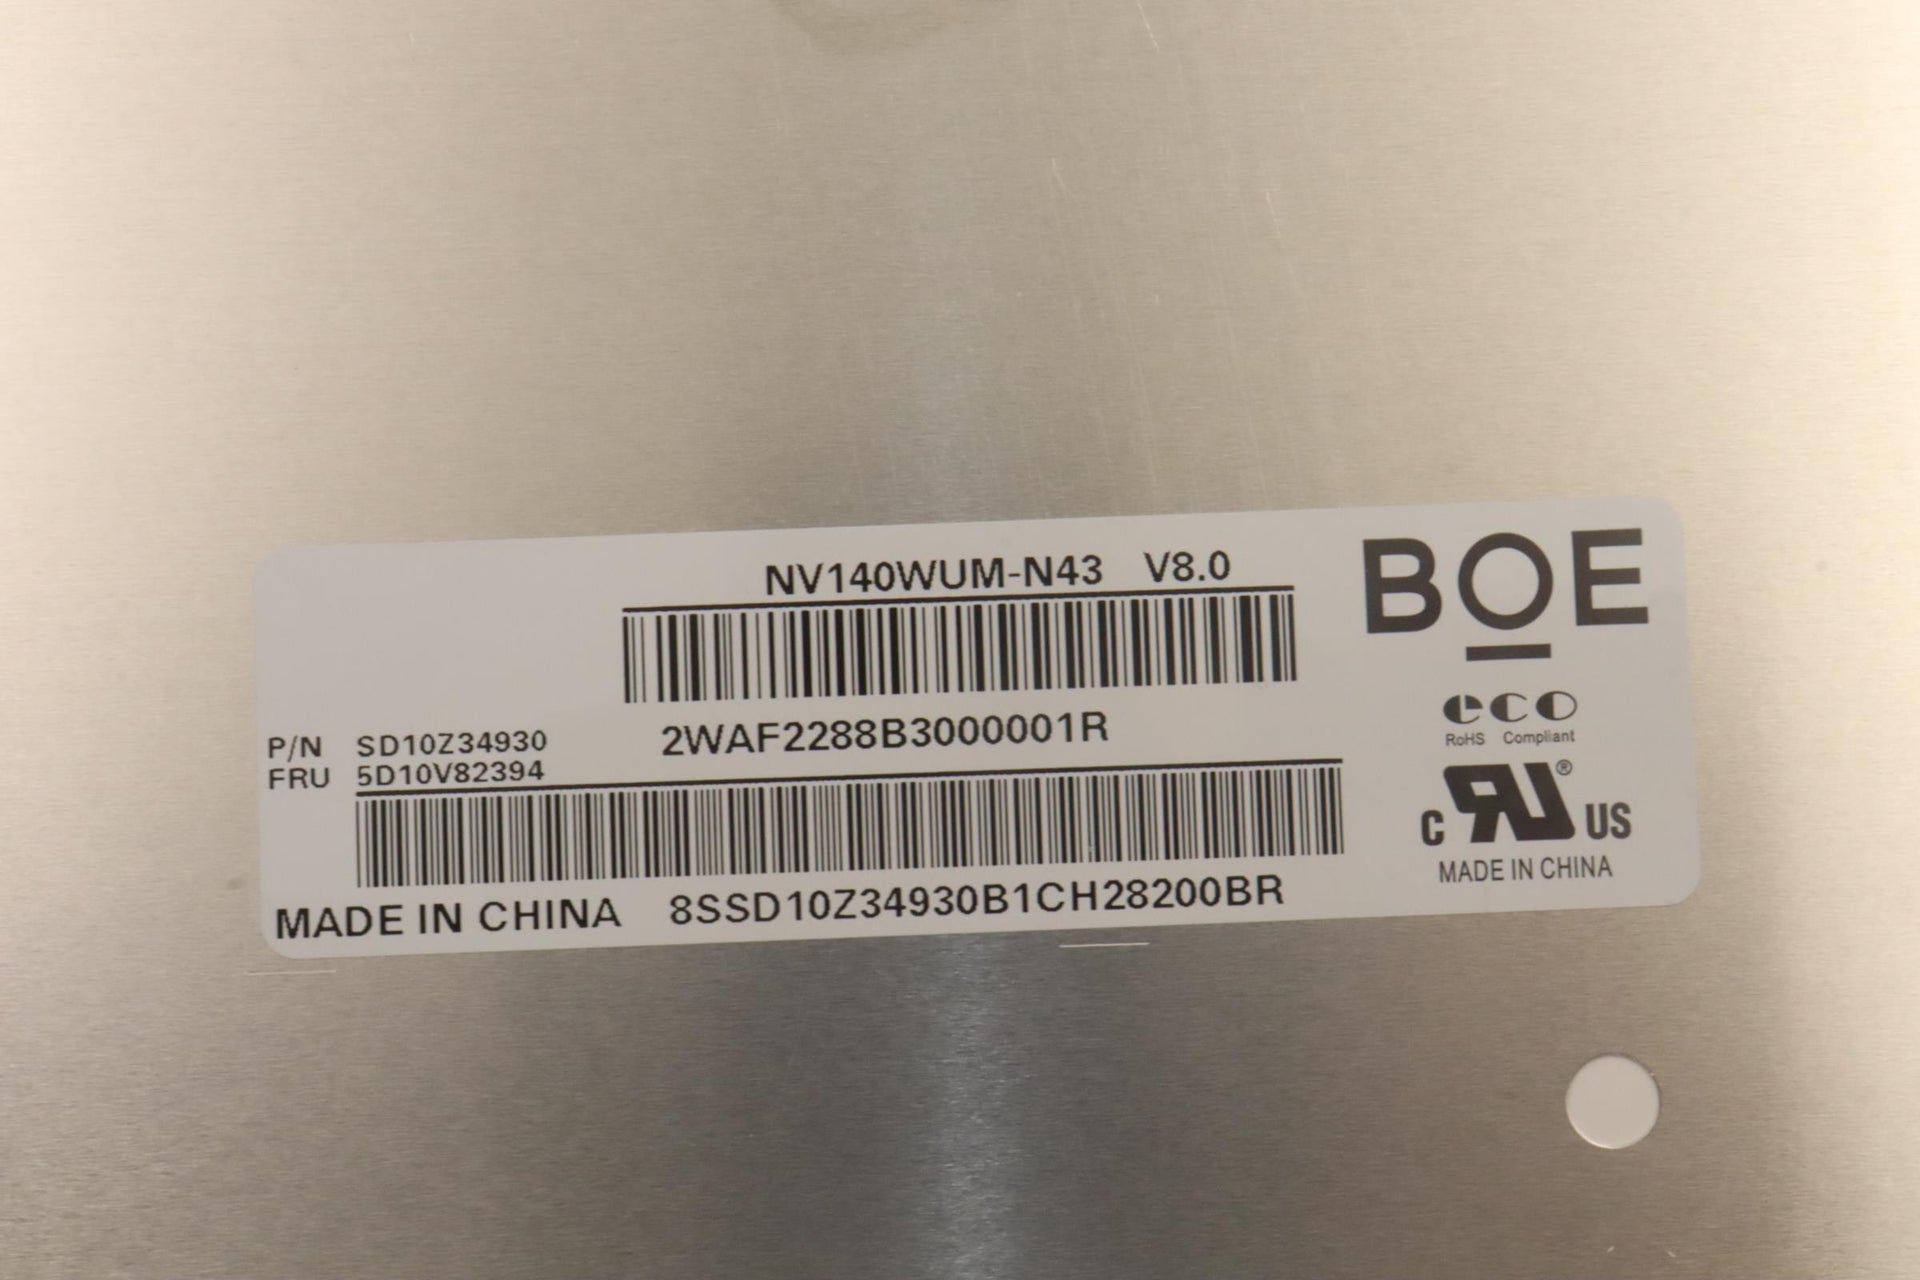 NV140WUM-N43 V8.0
BOE
2WAF2288B3000001R
P/N SD10Z34930
FRU 5D10V82394
eco
RoHS Compliant
C RU® US
MADE IN CHINA
MADE IN CHINA 8SSD10Z34930B1CH28200BR